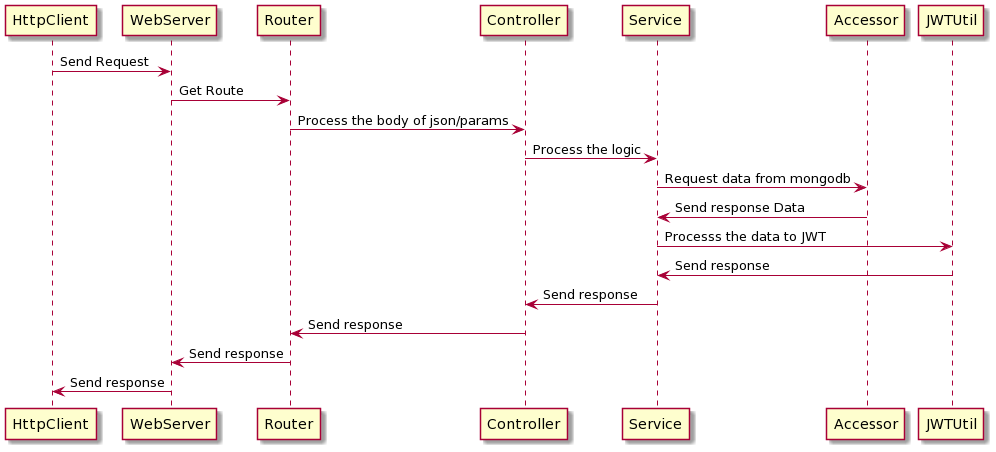 HttpClient WebServer Router Controller Service Accessor JWTUtil
Send Request
Get Route
Process the body of json/params
Process the logic
Request data from mongodb
Send response Data
Processs the data to JWT
Send response
Send response
Send response
Send response
Send response
HttpClient WebServer Router Controller Service Accessor JWTUtil